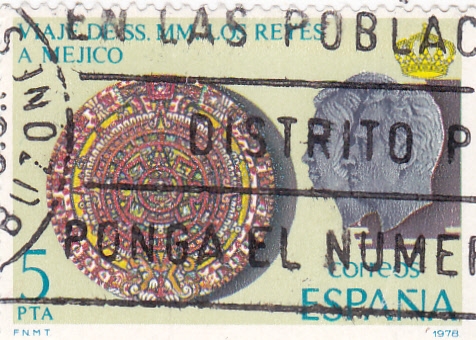 VIAJE DE SS. MM. LOS REYES
A MEJICO
EN LAS POBLAC
DISTRITO P
PONGA EL NUMER
5
PTA
correos
ESPAÑA
F.N.M.T.
1978